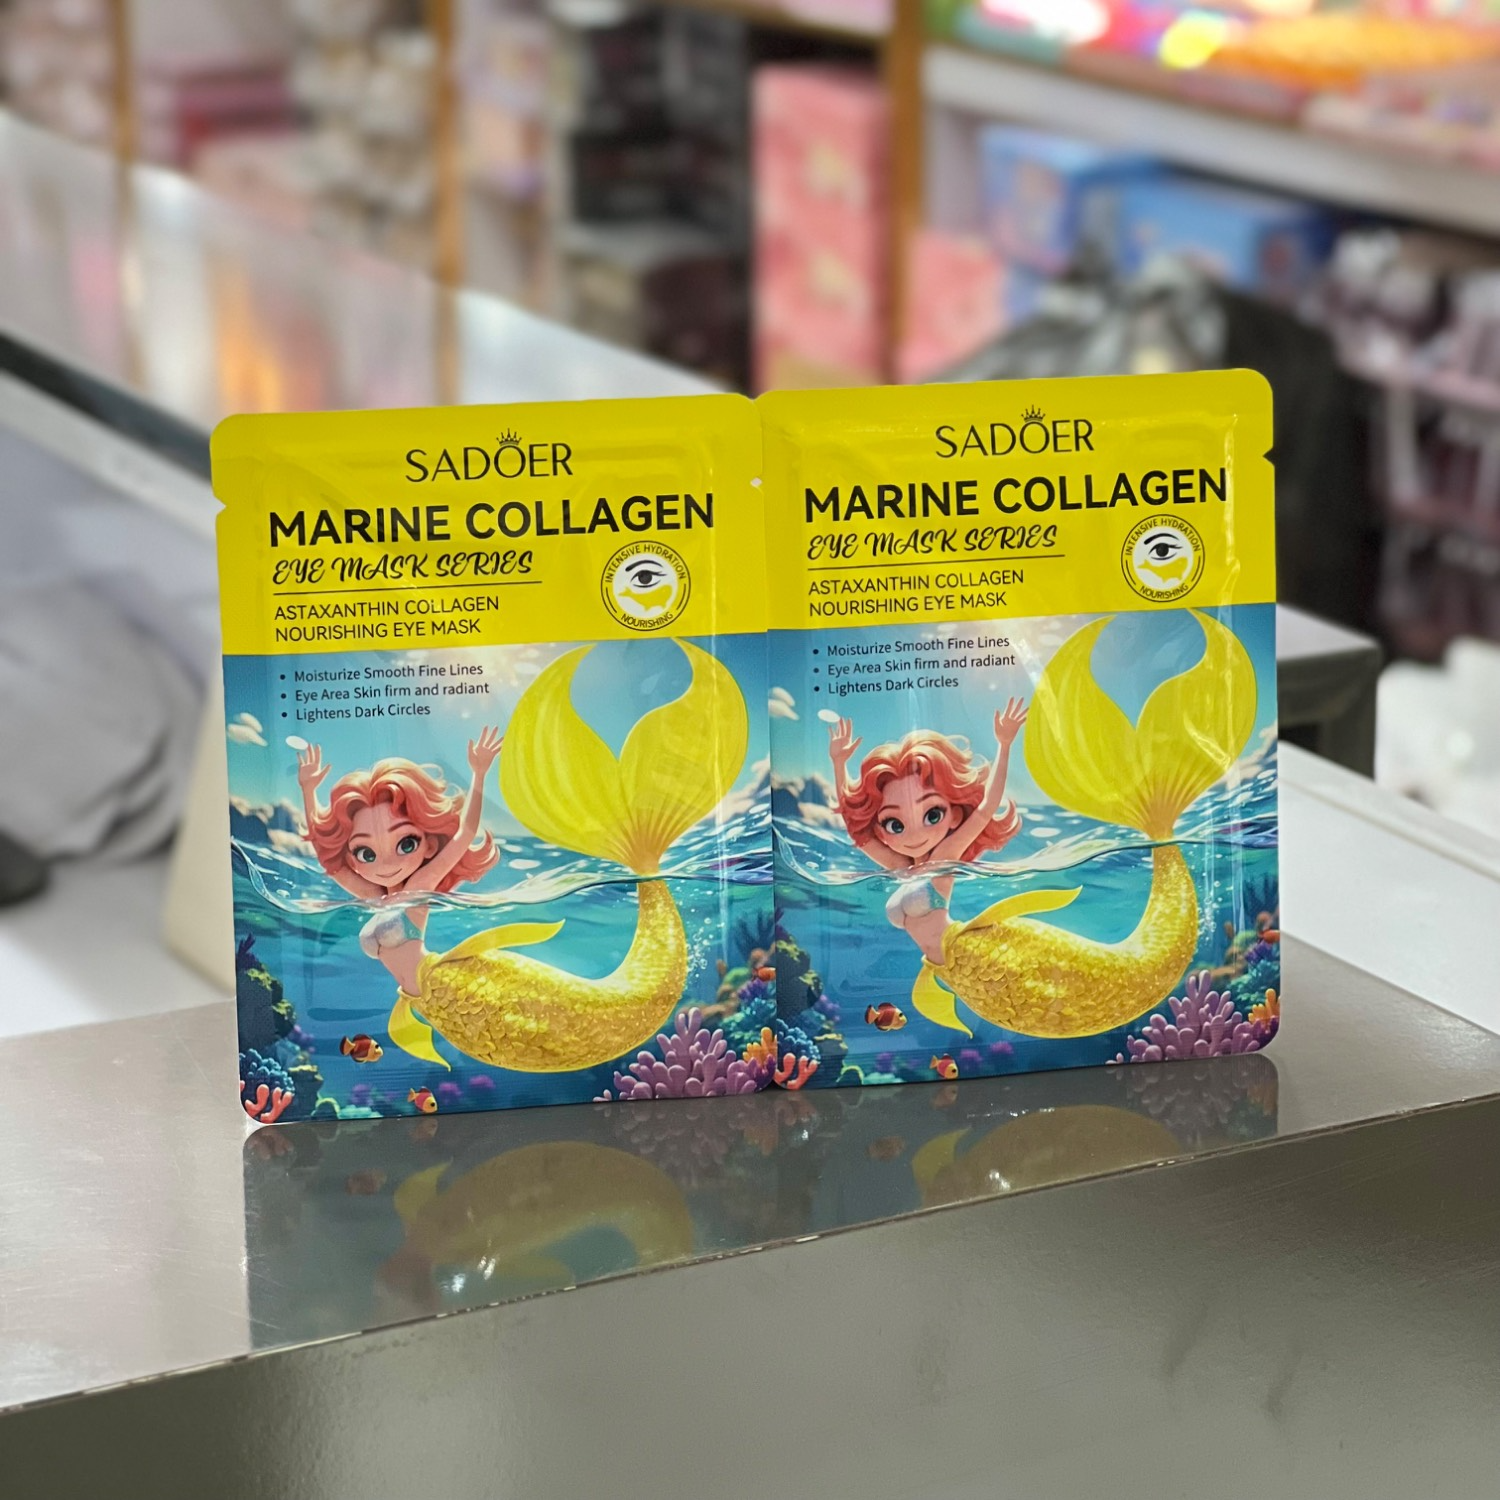 SADOER
MARINE COLLAGEN
EYE MASK SERIES
ASTAXANTHIN COLLAGEN
NOURISHING EYE MASK
INTENSIVE HYDRATION
NOURISHING
• Moisturize Smooth Fine Lines
• Eye Area Skin firm and radiant
• Lightens Dark Circles
SADOER
MARINE COLLAGEN
EYE MASK SERIES
ASTAXANTHIN COLLAGEN
NOURISHING EYE MASK
INTENSIVE HYDRATION
NOURISHING
• Moisturize Smooth Fine Lines
• Eye Area Skin firm and radiant
• Lightens Dark Circles